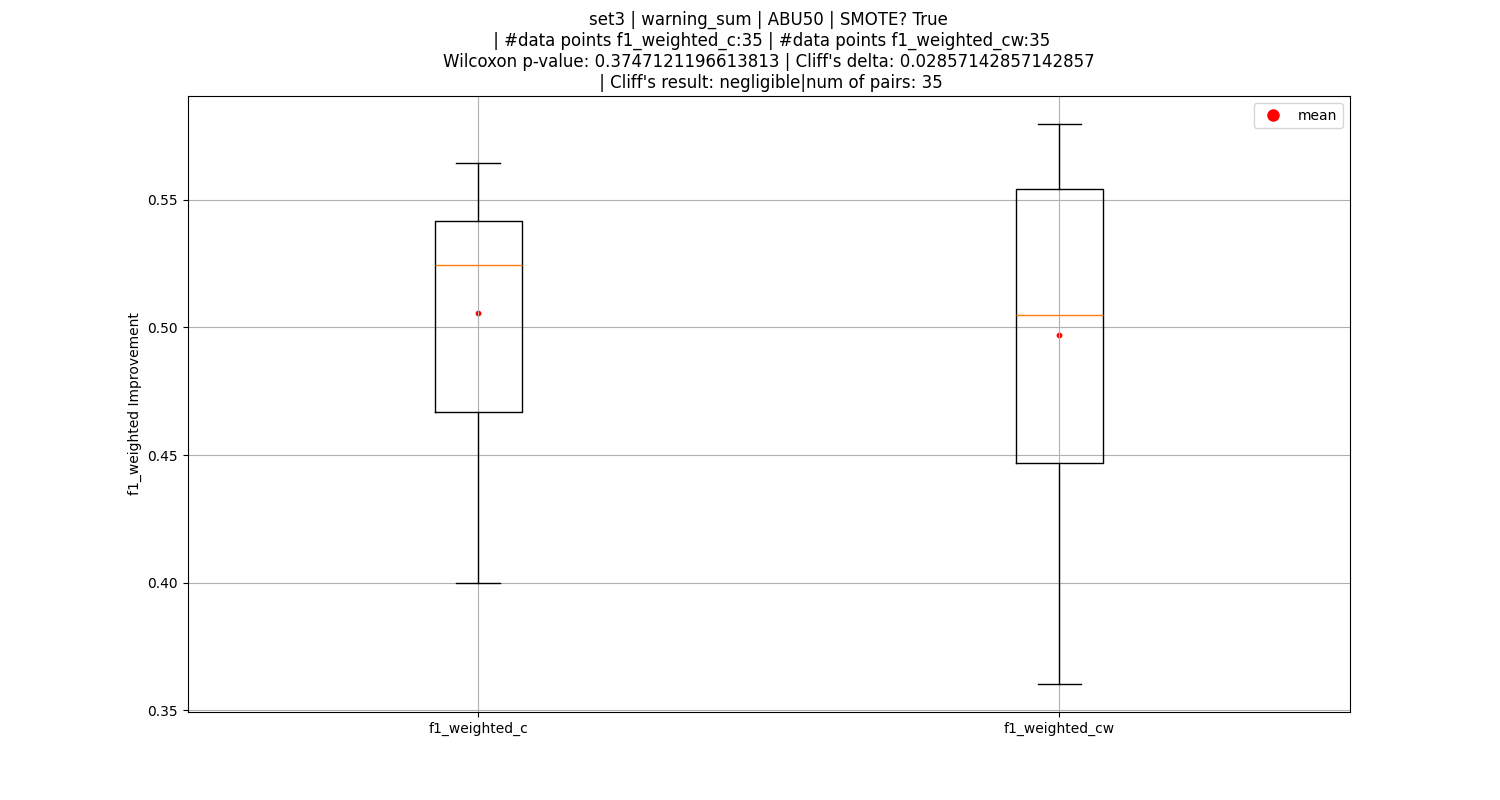 set3 | warning_sum | ABU50 | SMOTE? True
| #data points f1_weighted_c:35 | #data points f1_weighted_cw:35
Wilcoxon p-value: 0.3747121196613813 | Cliff's delta: 0.02857142857142857
| Cliff's result: negligible|num of pairs: 35
mean
0.55
0.50
0.45
0.40
0.35
f1_weighted Improvement
f1_weighted_c
f1_weighted_cw